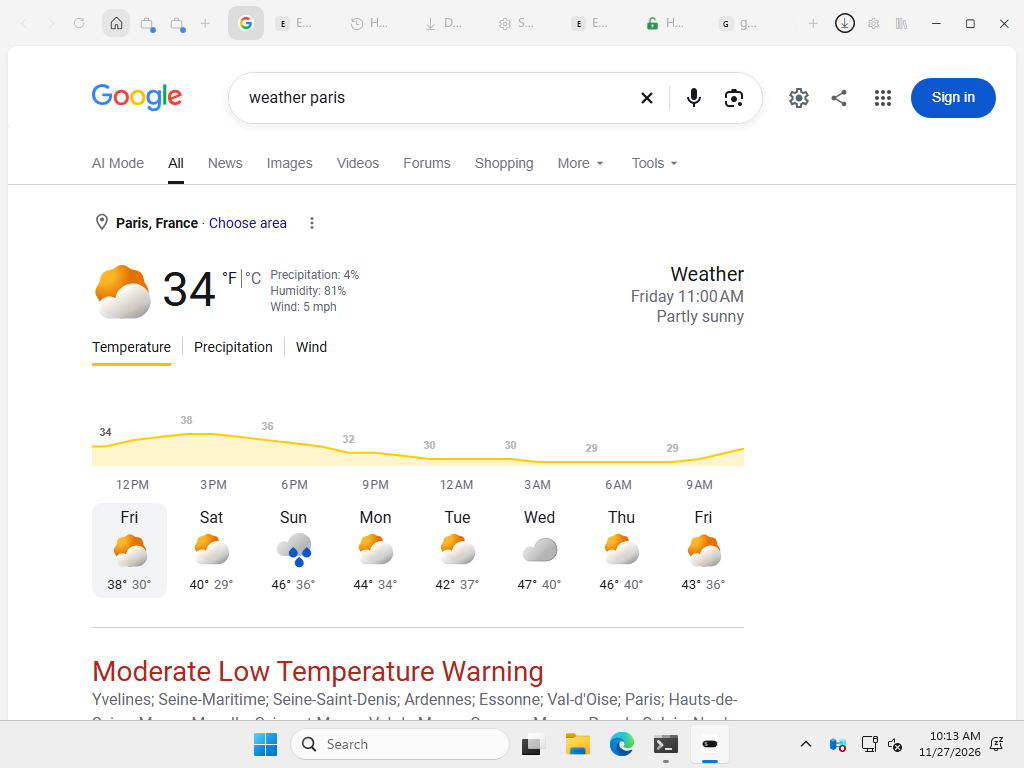 E E...
H...
D...
S...
E E...
H...
G g...
Google
weather paris
Sign in
AI Mode All News Images Videos Forums Shopping More Tools
Paris, France · Choose area
34 °F | °C
Precipitation: 4%
Humidity: 81%
Wind: 5 mph
Weather
Friday 11:00 AM
Partly sunny
Temperature Precipitation Wind
34 38 36 32 30 30 29 29
12 PM 3 PM 6 PM 9 PM 12 AM 3 AM 6 AM 9 AM
Fri Sat Sun Mon Tue Wed Thu Fri
38° 30° 40° 29° 46° 36° 44° 34° 42° 37° 47° 40° 46° 40° 43° 36°
Moderate Low Temperature Warning
Yvelines; Seine-Maritime; Seine-Saint-Denis; Ardennes; Essonne; Val-d'Oise; Paris; Hauts-de-
Search
10:13 AM
11/27/2026